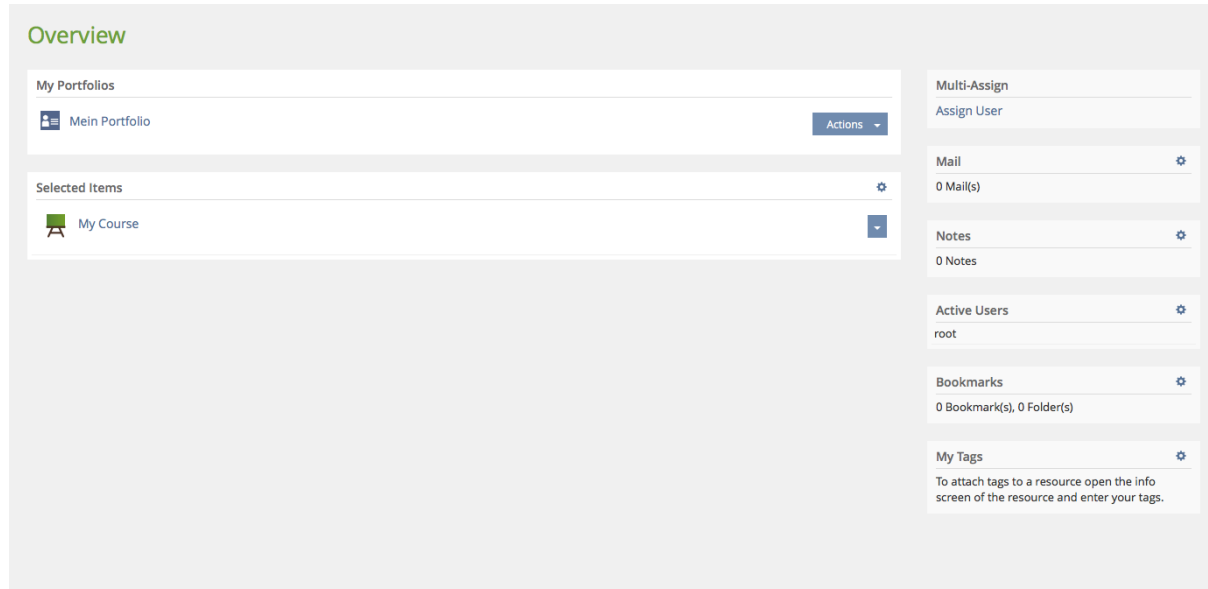 Overview
My Portfolios
Mein Portfolio
Actions
Selected Items
My Course
Multi-Assign
Assign User
Mail
0 Mail(s)
Notes
0 Notes
Active Users
root
Bookmarks
0 Bookmark(s), 0 Folder(s)
My Tags
To attach tags to a resource open the info
screen of the resource and enter your tags.